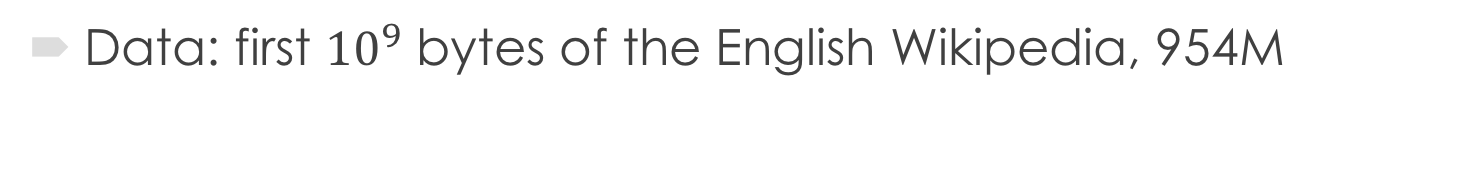 Data: first 10⁹ bytes of the English Wikipedia, 954M